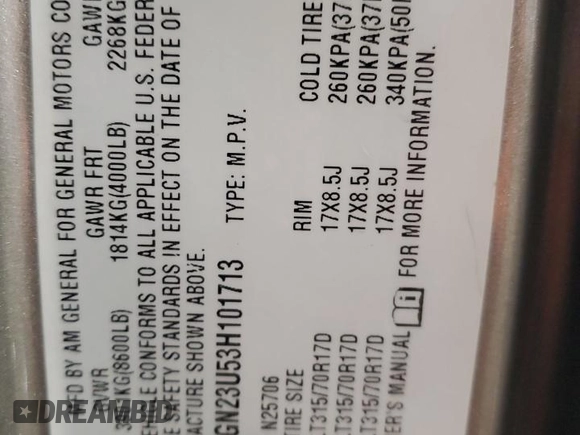 MFD BY AM GENERAL FOR GENERAL MOTORS CO
GVWR GAWR FRT GAWR
KG(8600LB) 1814KG(4000LB) 2268KG
VEHICLE CONFORMS TO ALL APPLICABLE U.S. FEDER
E SAFETY STANDARDS IN EFFECT ON THE DATE OF
ACTURE SHOWN ABOVE.
GN23U53H101713 TYPE: M.P.V.
N25706
TIRE SIZE RIM COLD TIRE
LT315/70R17D 17X8.5J 260KPA(37
LT315/70R17D 17X8.5J 260KPA(37
LT315/70R17D 17X8.5J 340KPA(50
ER'S MANUAL FOR MORE INFORMATION.
DREAMBID